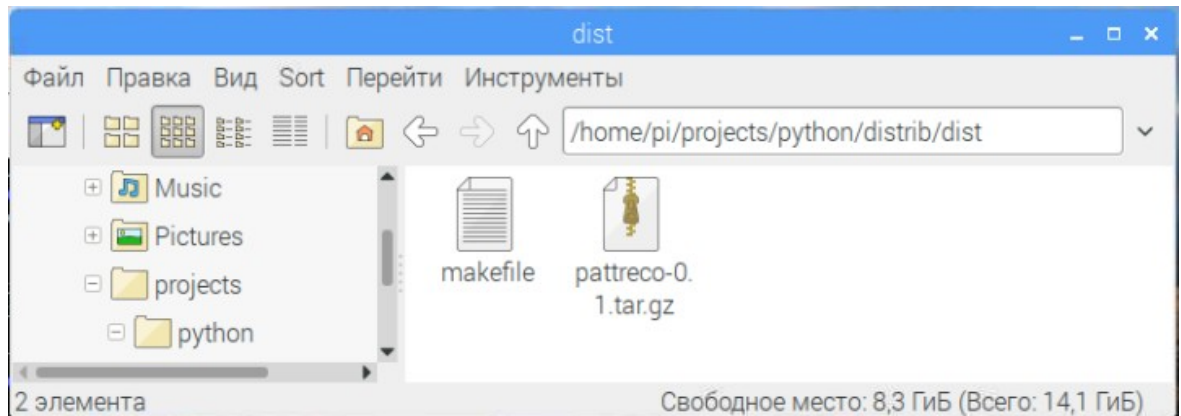 dist
Файл Правка Вид Sort Перейти Инструменты
/home/pi/projects/python/distrib/dist
Music
Pictures
projects
python
makefile
pattreco-0.
1.tar.gz
2 элемента
Свободное место: 8,3 ГиБ (Всего: 14,1 ГиБ)